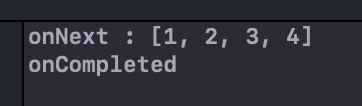 onNext : [1, 2, 3, 4]
onCompleted